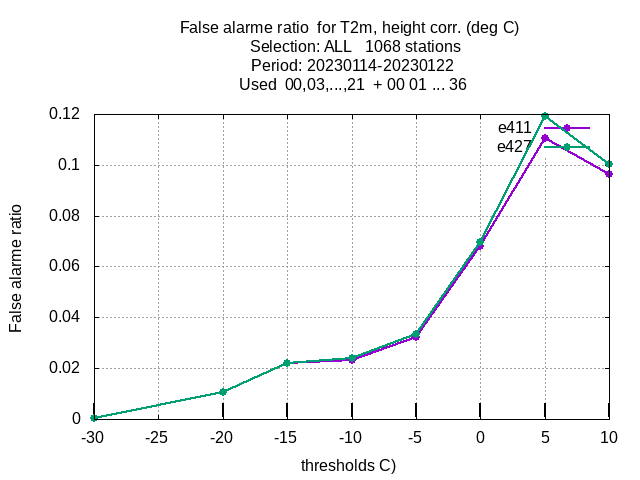 False alarme ratio  for T2m, height corr. (deg C)
Selection: ALL   1068 stations
Period: 20230114-20230122
Used  00,03,...,21  + 00 01 ... 36
e411
e427
0.12
0.1
0.08
0.06
0.04
0.02
0
False alarme ratio
-30 -25 -20 -15 -10 -5 0 5 10
thresholds C)